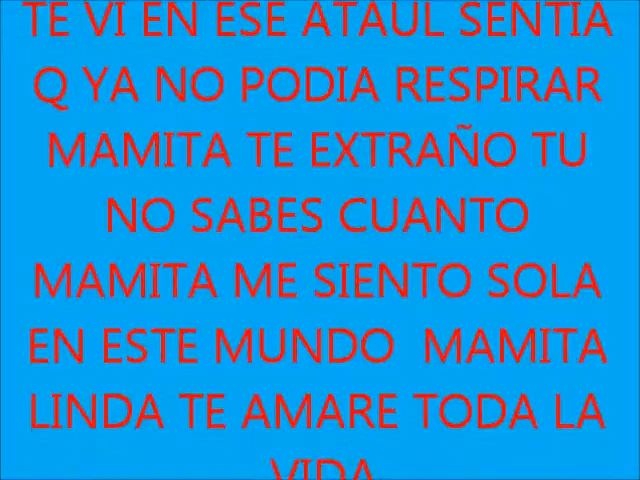 TE VI EN ESE ATAUL SENTIA
Q YA NO PODIA RESPIRAR
MAMITA TE EXTRAÑO TU
NO SABES CUANTO
MAMITA ME SIENTO SOLA
EN ESTE MUNDO MAMITA
LINDA TE AMARE TODA LA
VIDA